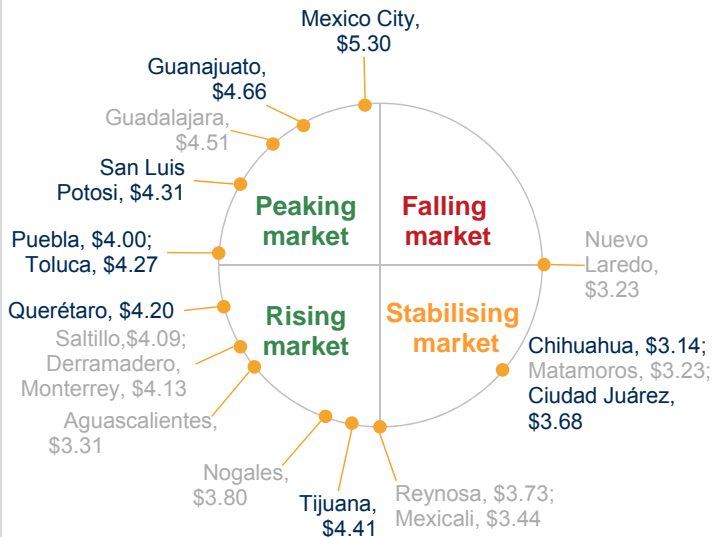 Mexico City,
$5.30
Guanajuato,
$4.66
Guadalajara,
$4.51
San Luis
Potosi, $4.31
Peaking
market
Falling
market
Puebla, $4.00;
Toluca, $4.27
Nuevo
Laredo,
$3.23
Querétaro, $4.20
Saltillo,$4.09;
Derramadero,
Monterrey, $4.13
Rising
market
Stabilising
market
Chihuahua, $3.14;
Matamoros, $3.23;
Ciudad Juárez,
$3.68
Aguascalientes,
$3.31
Nogales,
$3.80
Tijuana,
$4.41
Reynosa, $3.73;
Mexicali, $3.44